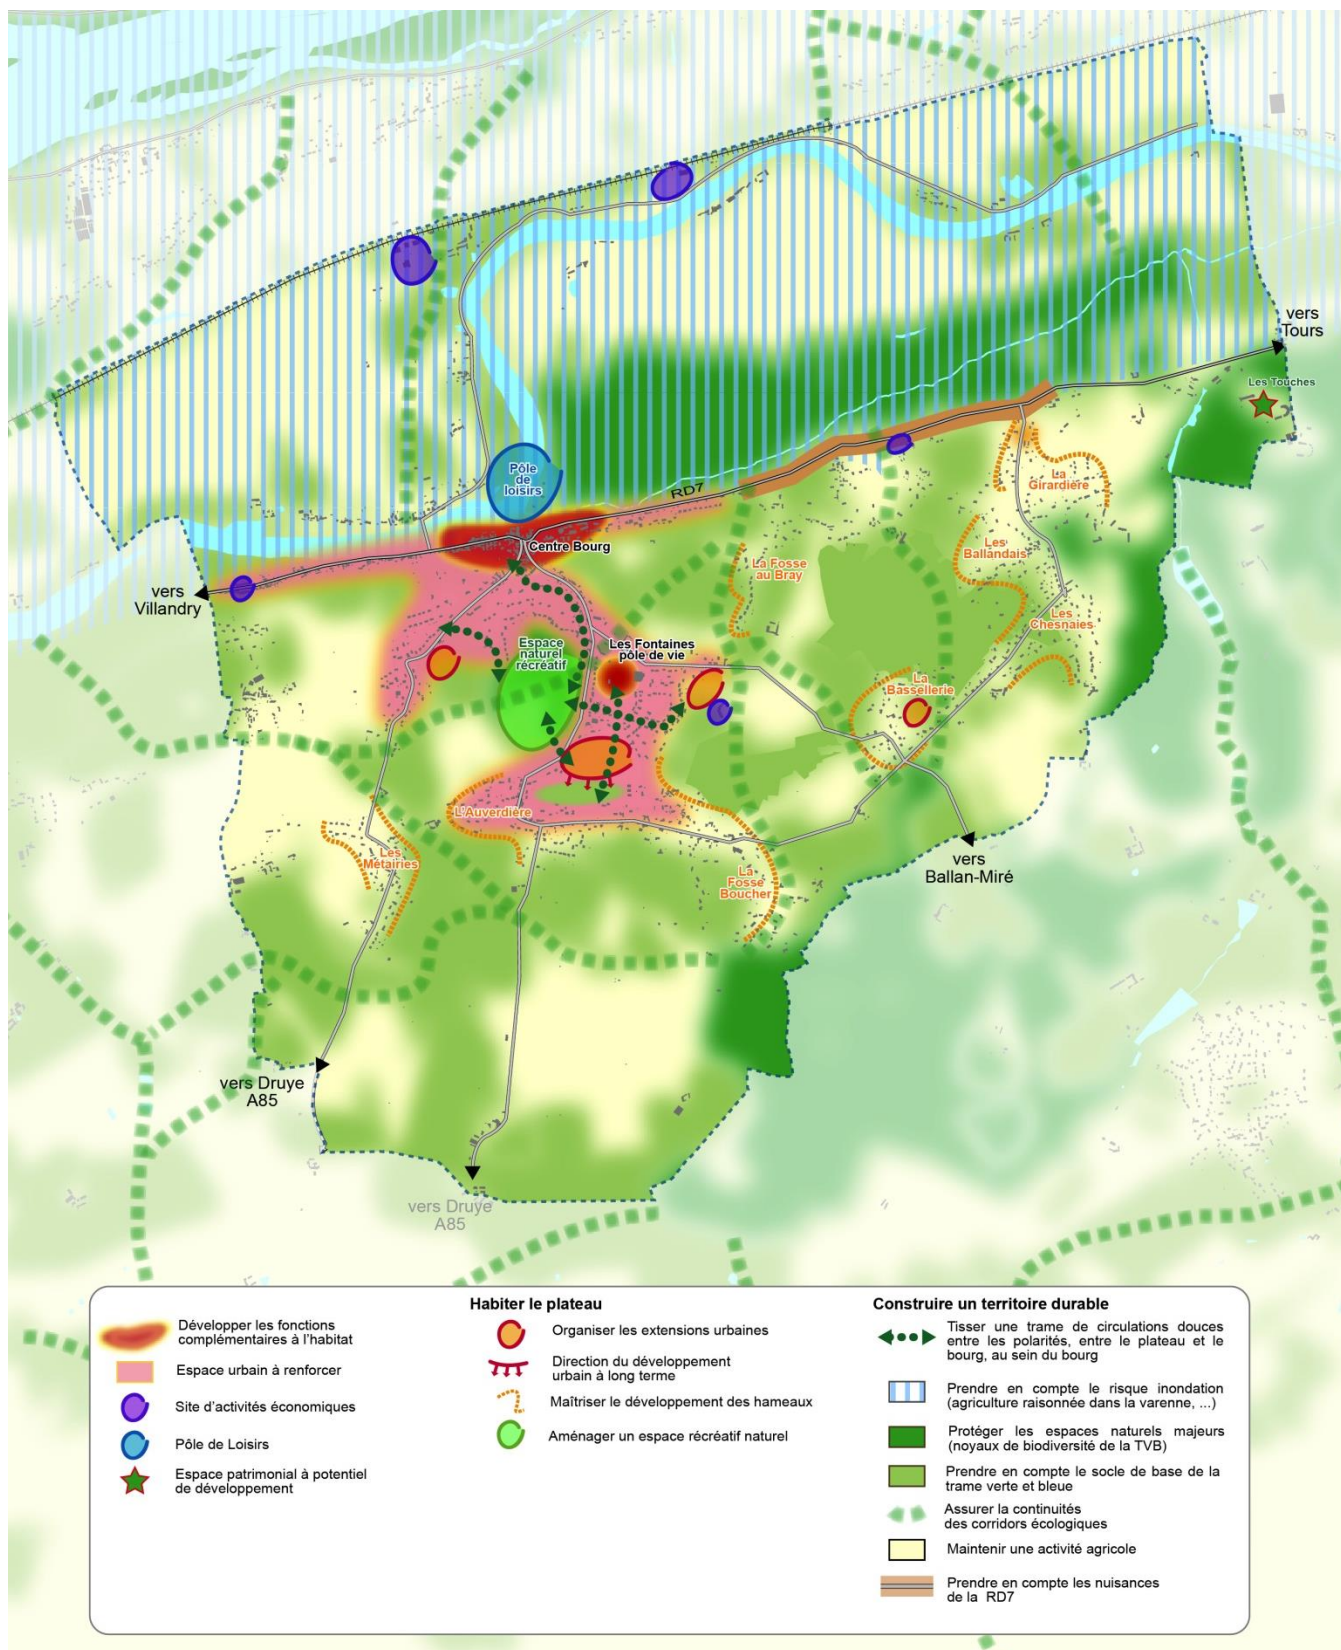 vers
Tours
Les Touches
Pôle
de
loisirs
RD7
La
Girardière
Centre Bourg
Les
Ballandais
La Fosse
au Bray
vers
Villandry
Les
Chesnaies
Espace
naturel
récréatif
Les Fontaines
pôle de vie
La
Bassellerie
L'Auverdière
Les
Métairies
La
Fosse
Boucher
vers
Ballan-Miré
vers Druye
A85
vers Druye
A85
Développer les fonctions
complémentaires à l'habitat
Espace urbain à renforcer
Site d'activités économiques
Pôle de Loisirs
Espace patrimonial à potentiel
de développement
Habiter le plateau
Organiser les extensions urbaines
Direction du développement
urbain à long terme
Maîtriser le développement des hameaux
Aménager un espace récréatif naturel
Construire un territoire durable
Tisser une trame de circulations douces
entre les polarités, entre le plateau et le
bourg, au sein du bourg
Prendre en compte le risque inondation
(agriculture raisonnée dans la varenne, ...)
Protéger les espaces naturels majeurs
(noyaux de biodiversité de la TVB)
Prendre en compte le socle de base de la
trame verte et bleue
Assurer la continuités
des corridors écologiques
Maintenir une activité agricole
Prendre en compte les nuisances
de la RD7